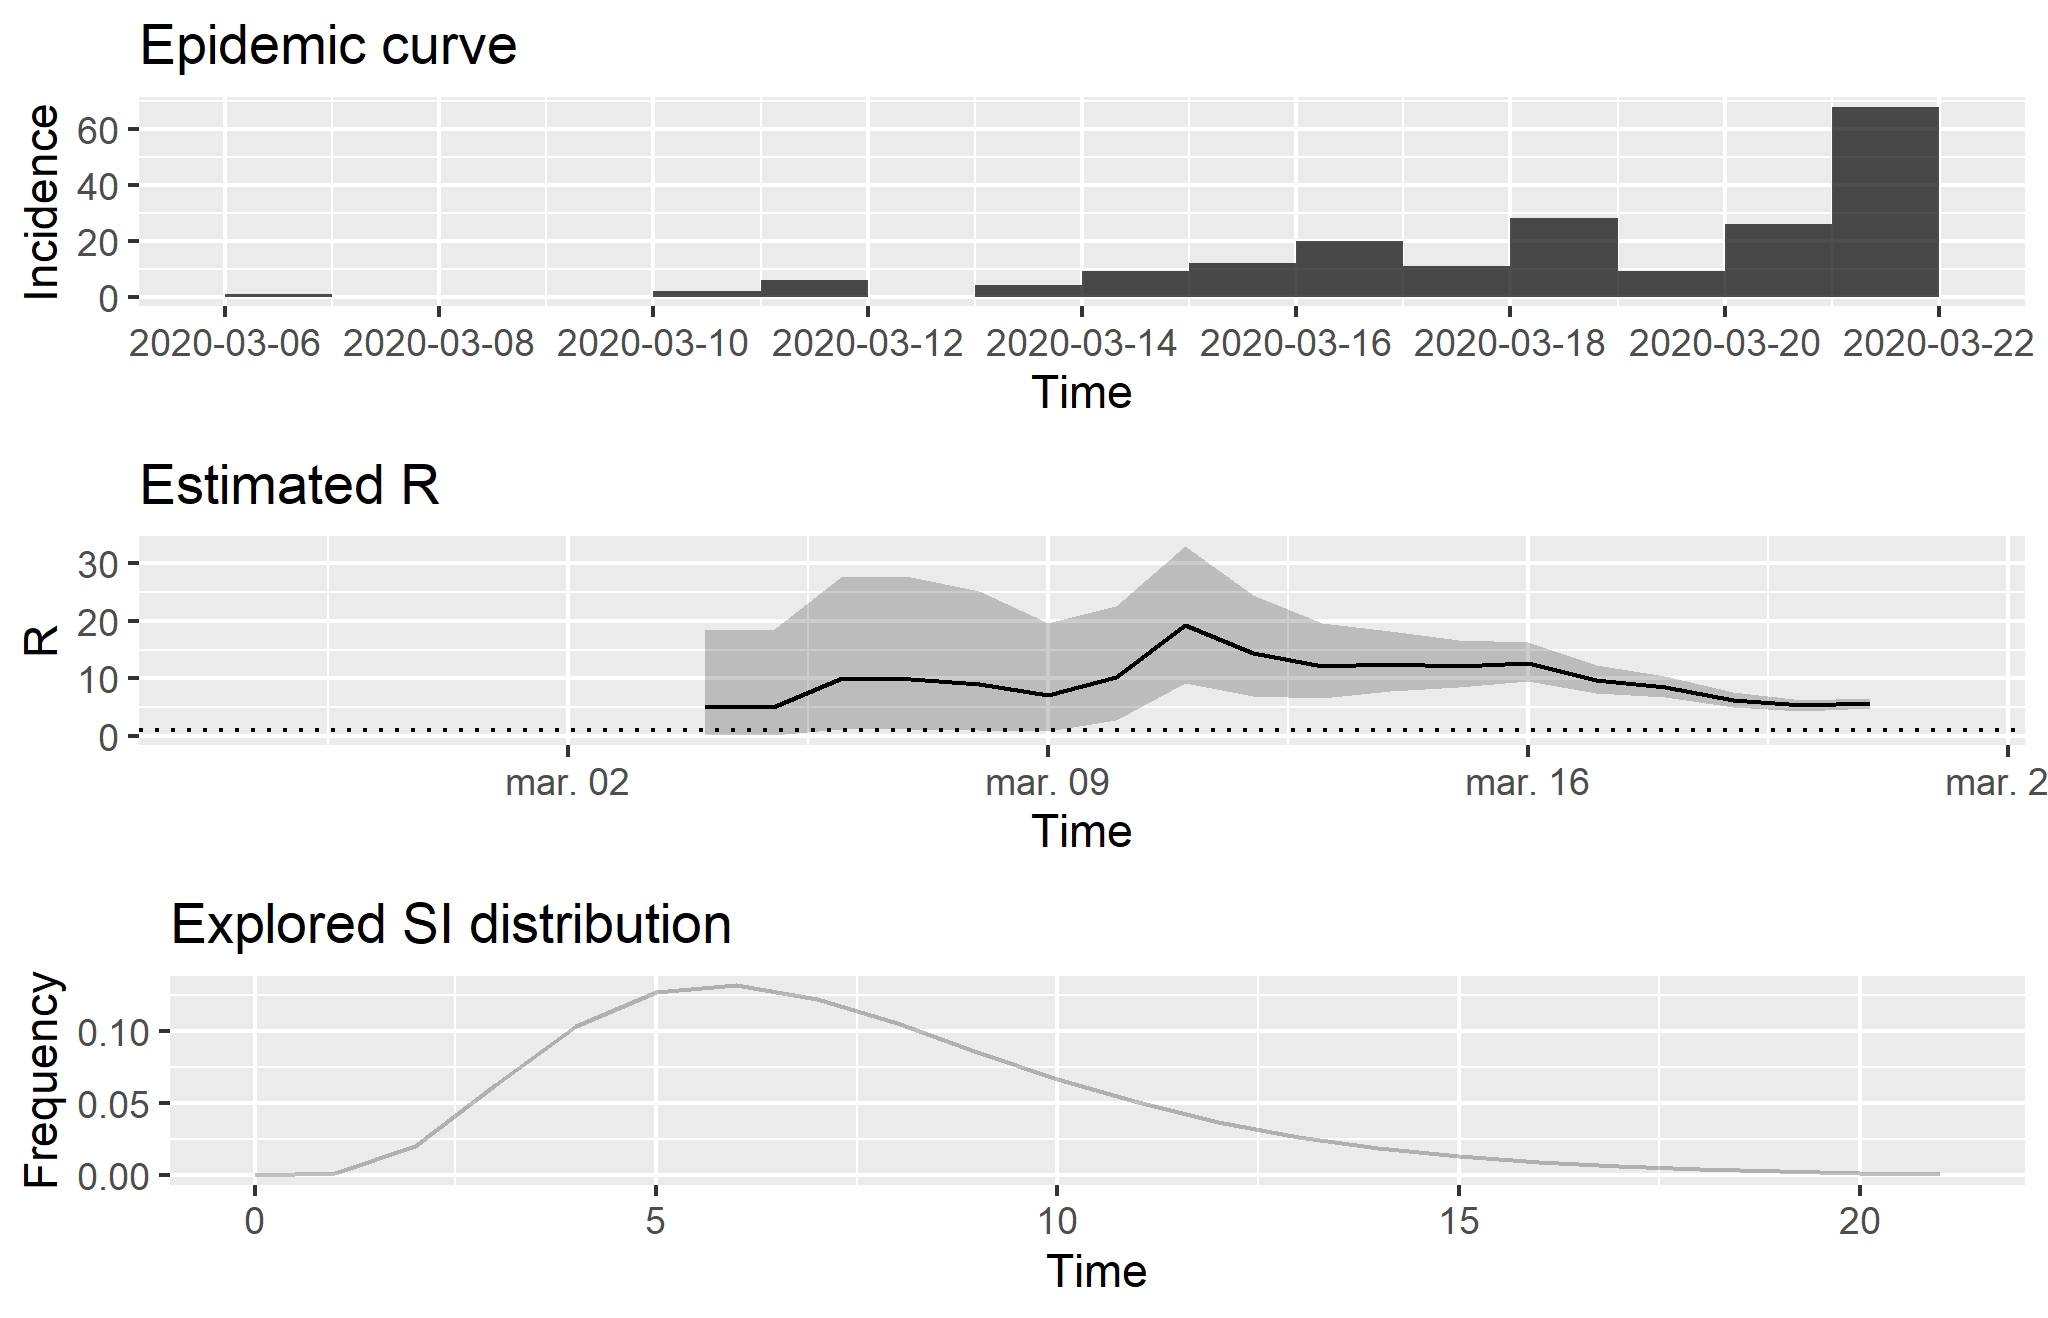 Epidemic curve
Incidence
60
40
20
0
2020-03-06 2020-03-08 2020-03-10 2020-03-12 2020-03-14 2020-03-16 2020-03-18 2020-03-20 2020-03-22
Time
Estimated R
R
30
20
10
0
mar. 02 mar. 09 mar. 16 mar. 2
Time
Explored SI distribution
Frequency
0.10
0.05
0.00
0 5 10 15 20
Time